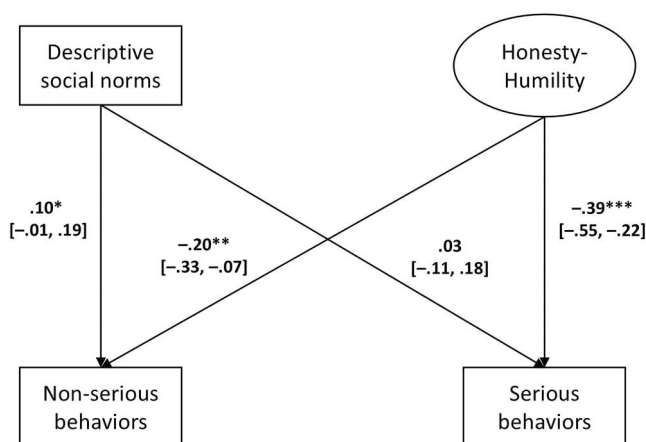 Descriptive
social norms
Honesty-
Humility
.10*
[–.01, .19]
–.20**
[–.33, –.07]
.03
[–.11, .18]
–.39***
[–.55, –.22]
Non-serious
behaviors
Serious
behaviors